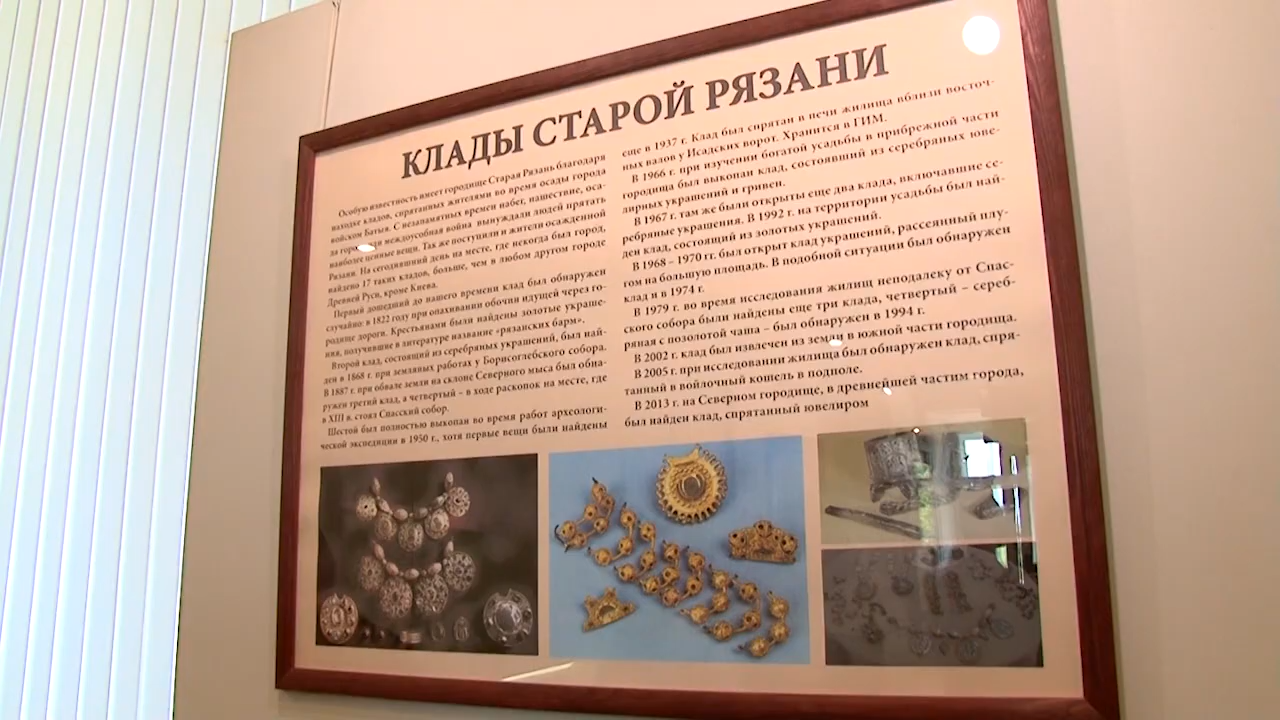 КЛАДЫ СТАРОЙ РЯЗАНИ
Особую известность имеет городище Старая Рязань благодаря
находке кладов, спрятанных жителями во время осады города
войском Батыя. С незапамятных времен набег, нашествие, оса-
да города или междоусобная война вынуждали людей прятать
наиболее ценные вещи. Так же поступили и жители осажденной
Рязани. На сегодняшний день на месте, где некогда был город,
найдено 17 таких кладов, больше, чем в любом другом городе
Древней Руси, кроме Киева.
Первый дошедший до нашего времени клад был обнаружен
случайно: в 1822 году при опахивании обочин идущей через го-
родище дороги. Крестьянами были найдены золотые украше-
ния, получившие в литературе название «рязанских барм».
Второй клад, состоящий из серебряных украшений, был най-
ден в 1868 г. при земляных работах у Борисоглебского собора.
В 1887 г. при обвале земли на склоне Северного мыса был обна-
ружен третий клад, а четвертый – в ходе раскопок на месте, где
в XIII в. стоял Спасский собор.
Шестой был полностью выкопан во время работ археологи-
ческой экспедиции в 1950 г., хотя первые вещи были найдены
еще в 1937 г. Клад был спрятан в печи жилища вблизи восточ-
ных валов у Исадских ворот. Хранится в ГИМ.
В 1966 г. при изучении богатой усадьбы в прибрежной части
городища был выкопан клад, состоявший из серебряных юве-
лирных украшений и гривен.
В 1967 г. там же были открыты еще два клада, включавшие се-
ребряные украшения. В 1992 г. на территории усадьбы был най-
ден клад, состоящий из золотых украшений.
В 1968 – 1970 гг. был открыт клад украшений, рассеянный плу-
гом на большую площадь. В подобной ситуации был обнаружен
клад и в 1974 г.
В 1979 г. во время исследования жилищ неподалеку от Спас-
ского собора были найдены еще три клада, четвертый – сереб-
ряная с позолотой чаша – был обнаружен в 1994 г.
В 2002 г. клад был извлечен из земли в южной части городища.
В 2005 г. при исследовании жилища был обнаружен клад, спря-
танный в войлочный кошель в подполе.
В 2013 г. на Северном городище, в древнейшей частим города,
был найден клад, спрятанный ювелиром